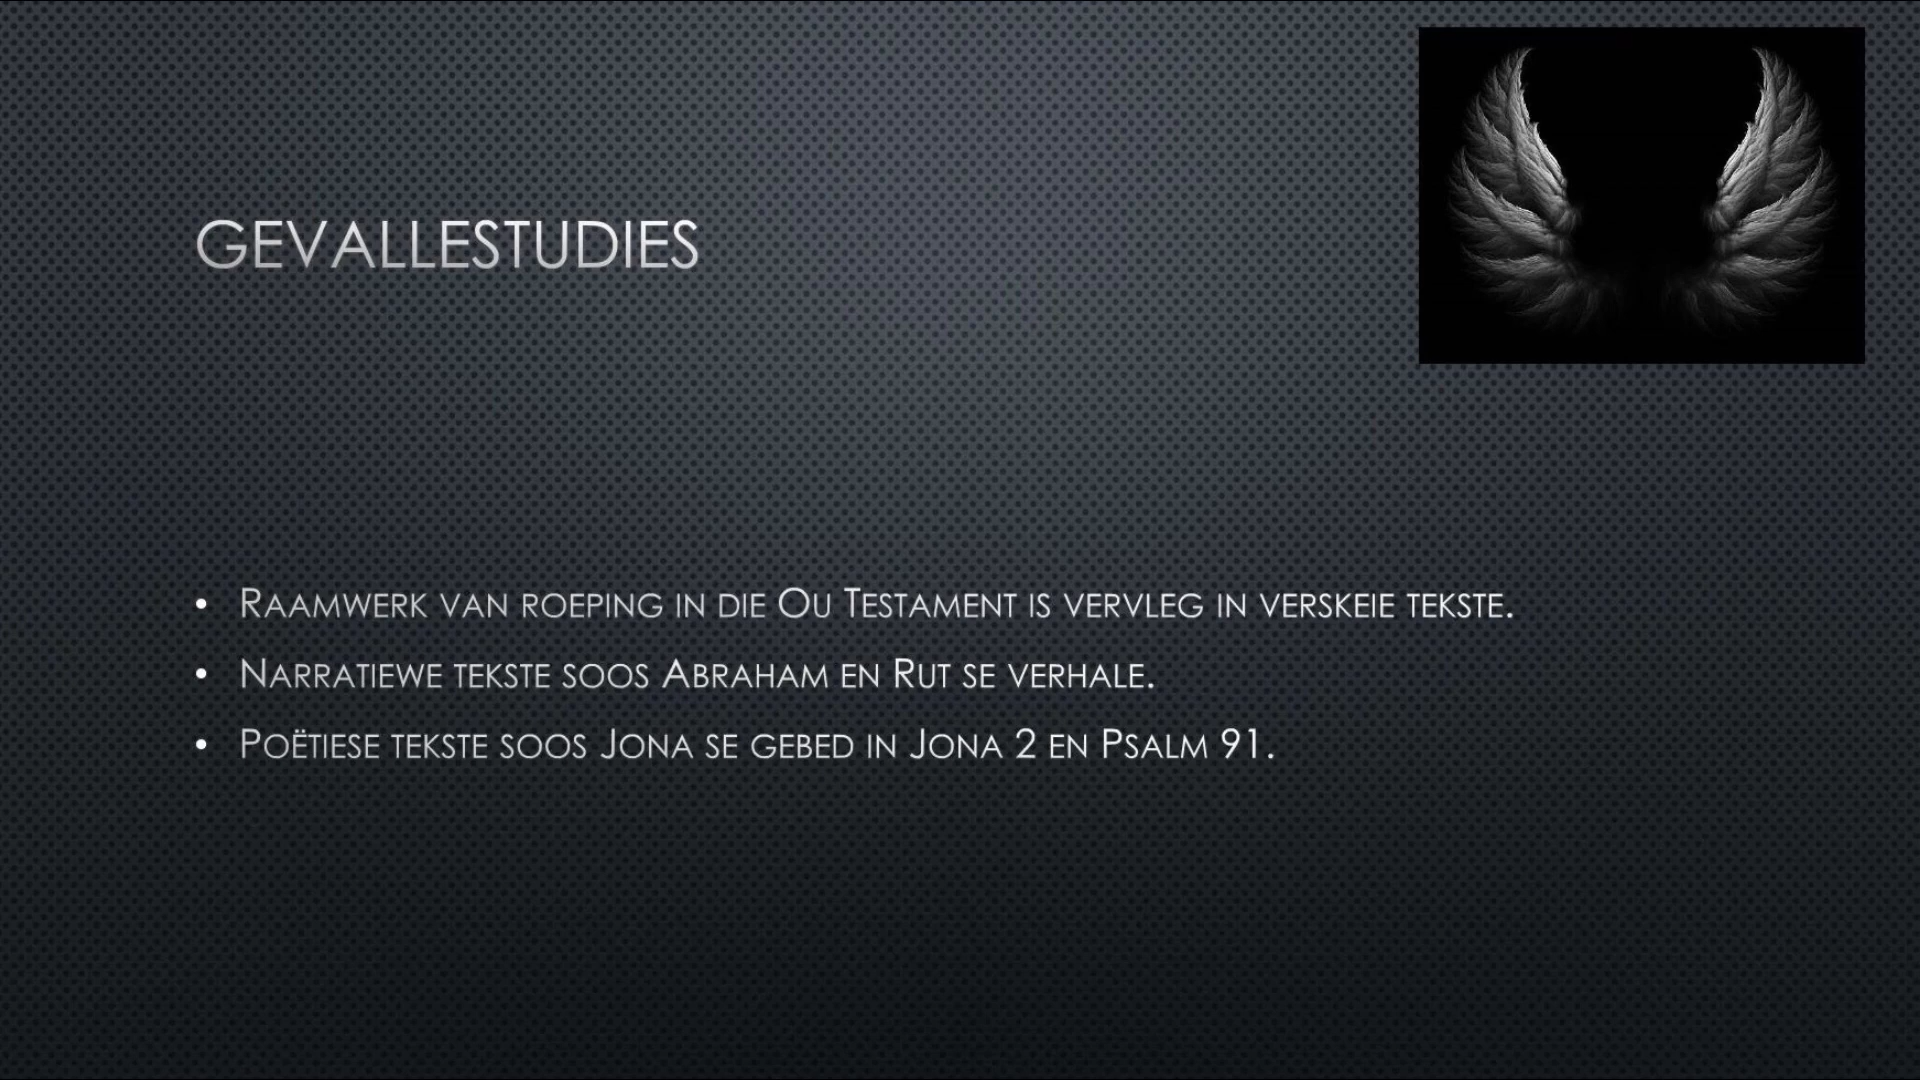 GEVALLESTUDIES
• Raamwerk van roeping in die Ou Testament is vervleg in verskeie tekste.
• Narratiewe tekste soos Abraham en Rut se verhale.
• Poëtiese tekste soos Jona se gebed in Jona 2 en Psalm 91.